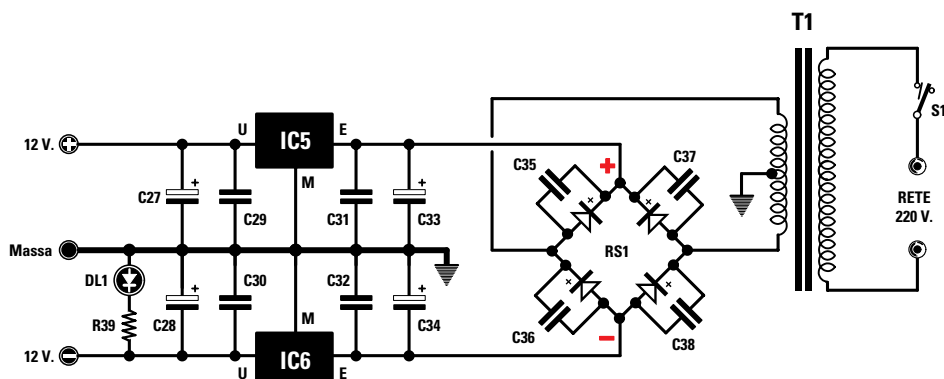 T1
S1
RETE
220 V.
12 V.
U
IC5
E
M
C35
+
C37
C27
+
C29
C31
+
C33
RS1
Massa
DL1
R39
C28
+
C30
C32
+
C34
M
C36
−
C38
12 V.
U
IC6
E